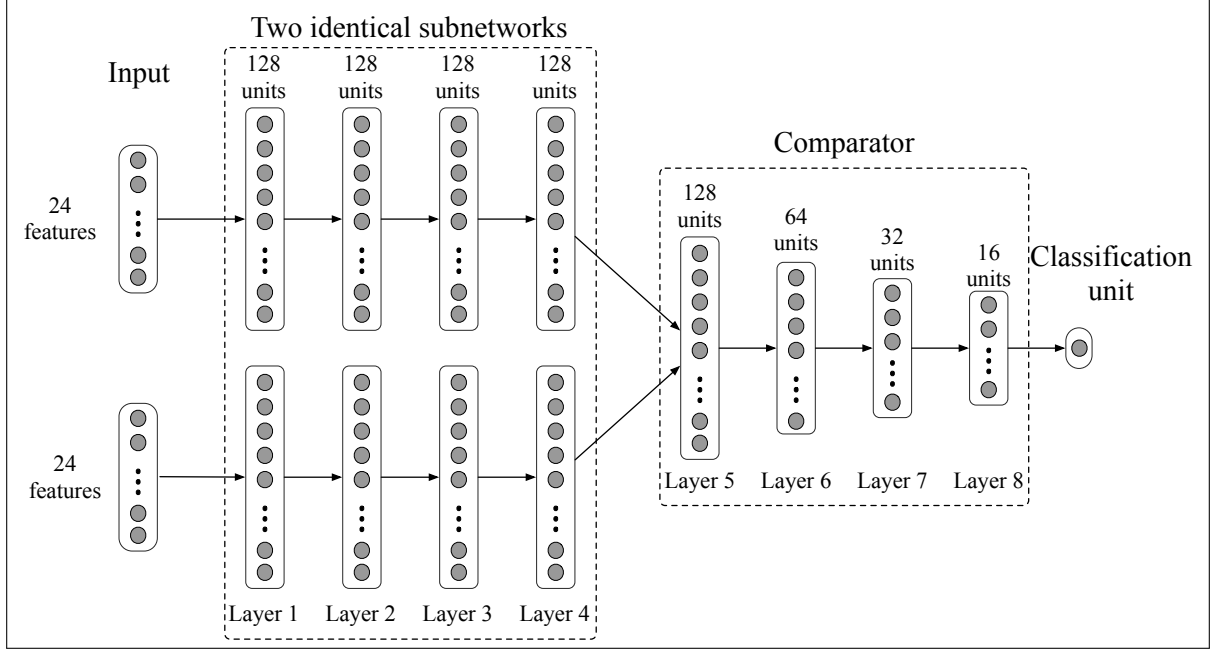 Two identical subnetworks
Input
128
units
128
units
128
units
128
units
24
features
24
features
Layer 1
Layer 2
Layer 3
Layer 4
Comparator
128
units
64
units
32
units
16
units
Layer 5
Layer 6
Layer 7
Layer 8
Classification
unit